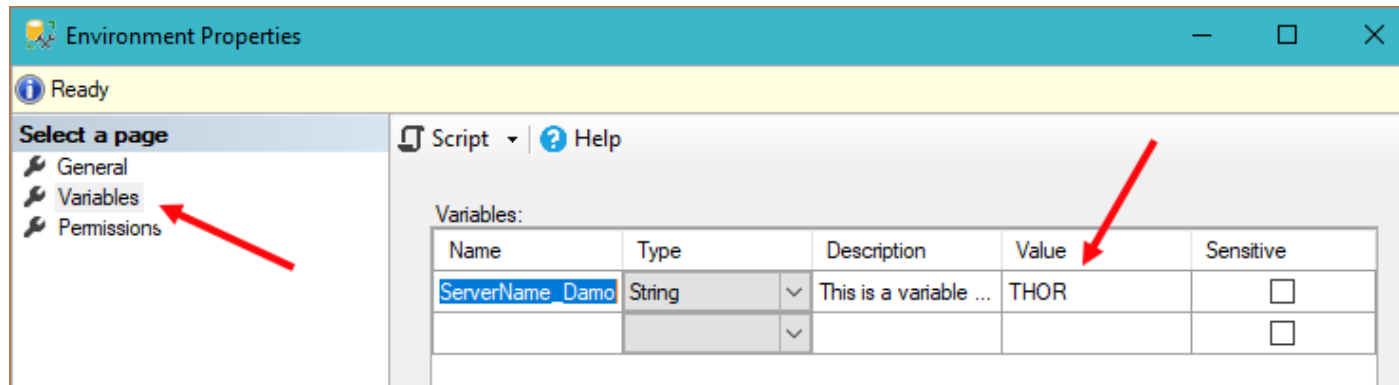 Environment Properties
Ready
Select a page
Script Help
General
Variables
Permissions
Variables:
Name Type Description Value Sensitive
ServerName_Damo String This is a variable ... THOR